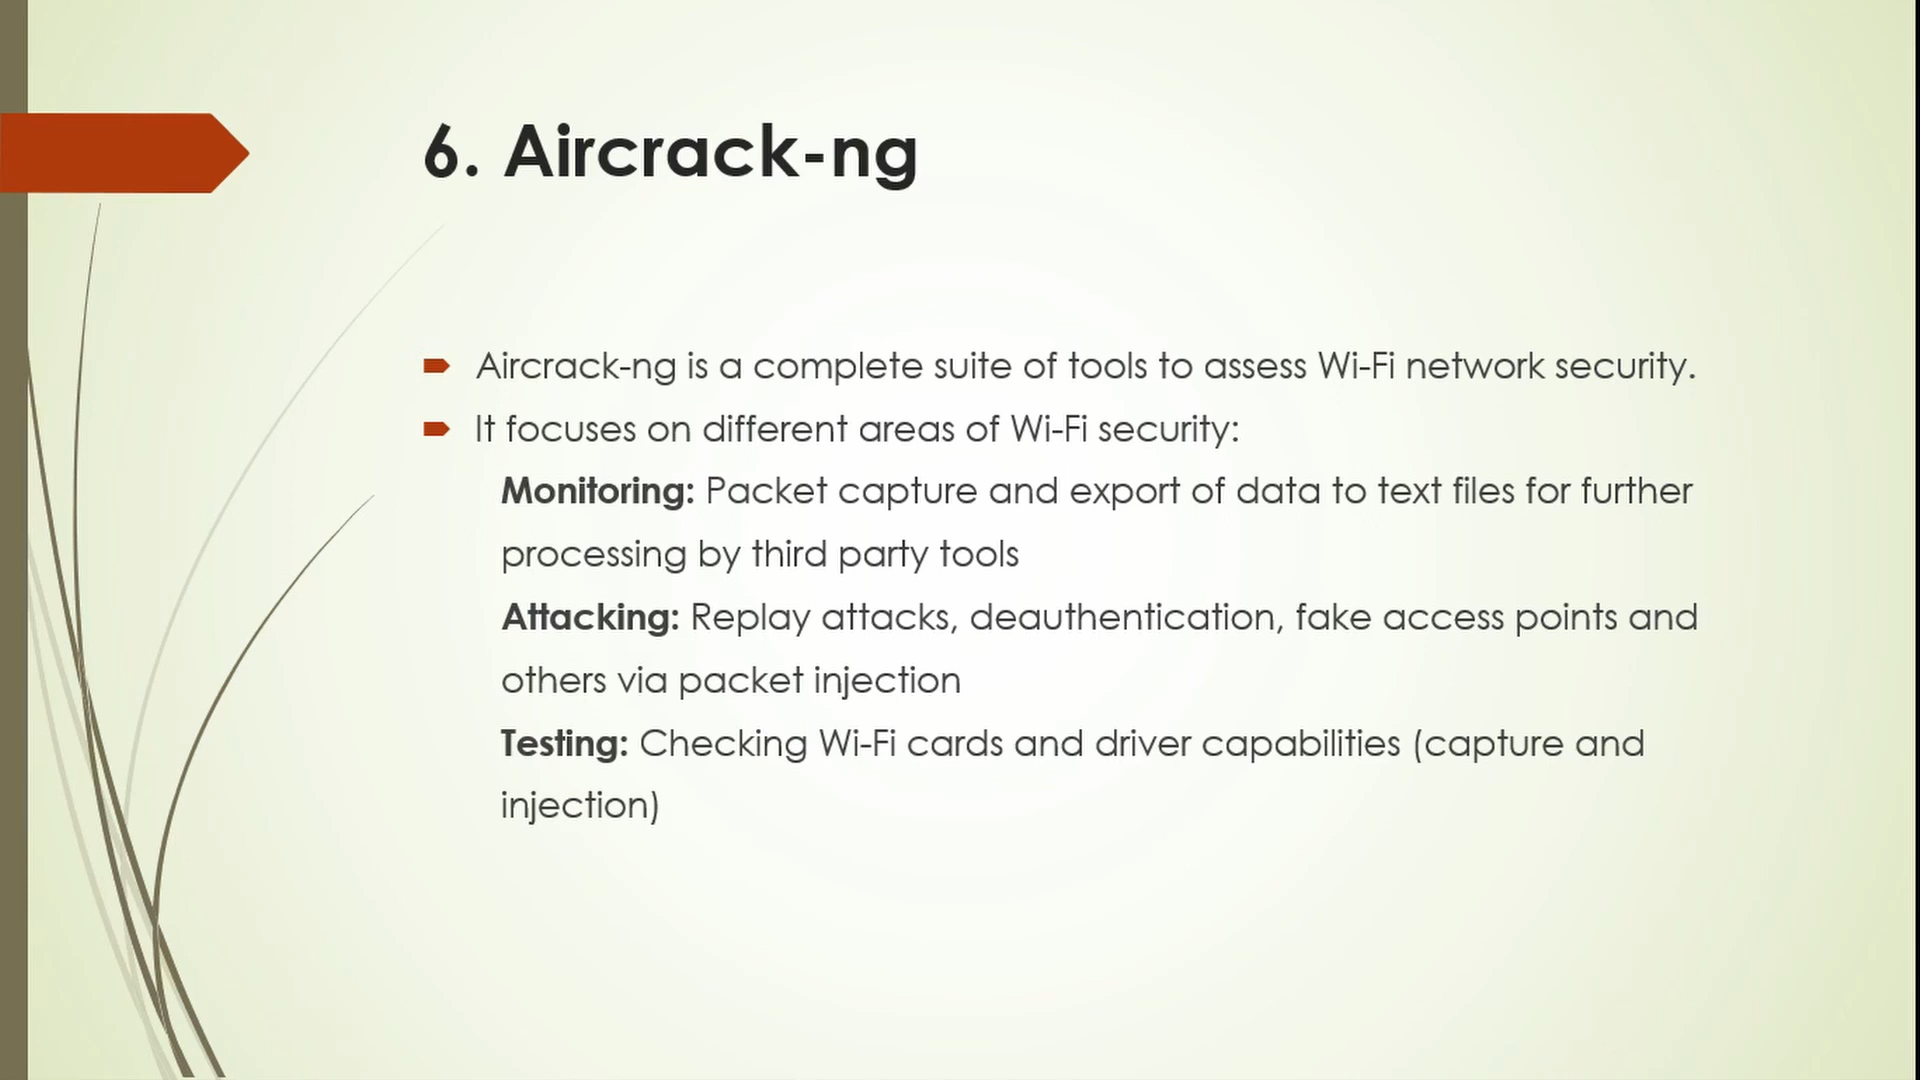 6. Aircrack-ng
Aircrack-ng is a complete suite of tools to assess Wi-Fi network security.
It focuses on different areas of Wi-Fi security:
Monitoring: Packet capture and export of data to text files for further
processing by third party tools
Attacking: Replay attacks, deauthentication, fake access points and
others via packet injection
Testing: Checking Wi-Fi cards and driver capabilities (capture and
injection)